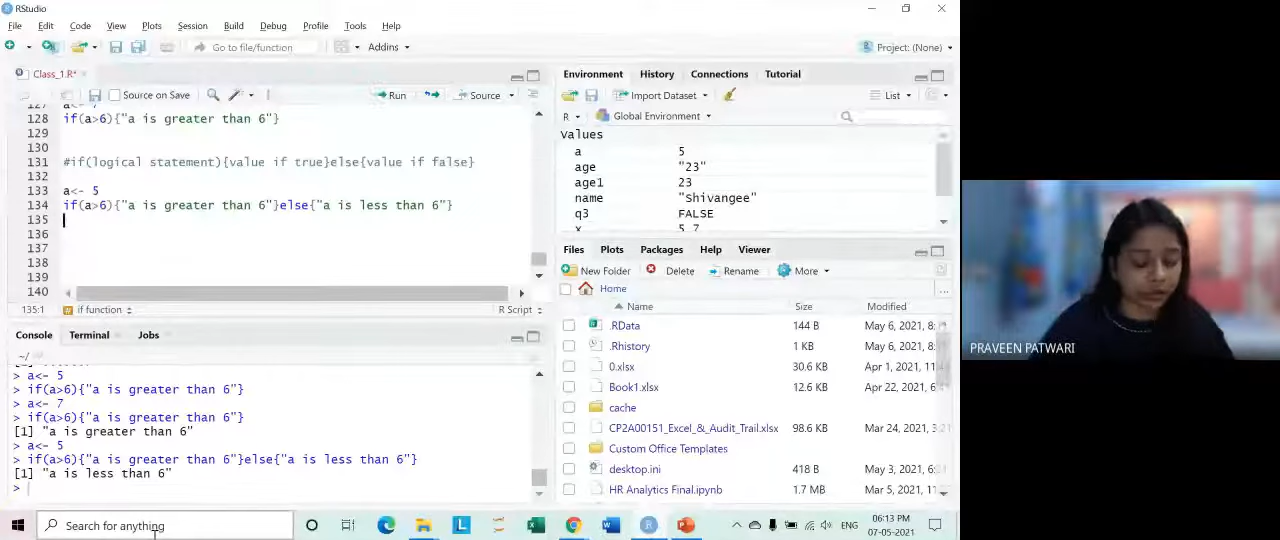 RStudio
File Edit Code View Plots Session Build Debug Profile Tools Help
Go to file/function Addins Project: (None)
Class_1.R*
Source on Save Run Source
127 a<- 7
128 if(a>6){"a is greater than 6"}
129
130
131 #if(logical statement){value if true}else{value if false}
132
133 a<- 5
134 if(a>6){"a is greater than 6"}else{"a is less than 6"}
135
136
137
138
139
140
135:1 if function R Script
Console Terminal Jobs
~/
> a<- 5
> if(a>6){"a is greater than 6"}
> a<- 7
> if(a>6){"a is greater than 6"}
[1] "a is greater than 6"
> a<- 5
> if(a>6){"a is greater than 6"}else{"a is less than 6"}
[1] "a is less than 6"
>
Environment History Connections Tutorial
Import Dataset List
R Global Environment
Values
a 5
age "23"
age1 23
name "Shivangee"
q3 FALSE
x 5 7
Files Plots Packages Help Viewer
New Folder Delete Rename More
Home
Name Size Modified
.RData 144 B May 6, 2021, 8:
.Rhistory 1 KB May 6, 2021, 8:
0.xlsx 30.6 KB Apr 1, 2021, 11:
Book1.xlsx 12.6 KB Apr 22, 2021,
cache
CP2A00151_Excel_&_Audit_Trail.xlsx 98.6 KB Mar 24, 2021,
Custom Office Templates
desktop.ini 418 B May 3, 2021,
HR Analytics Final.ipynb 1.7 MB Mar 5, 2021,
PRAVEEN PATWARI
Search for anything
ENG
06:13 PM
07-05-2021